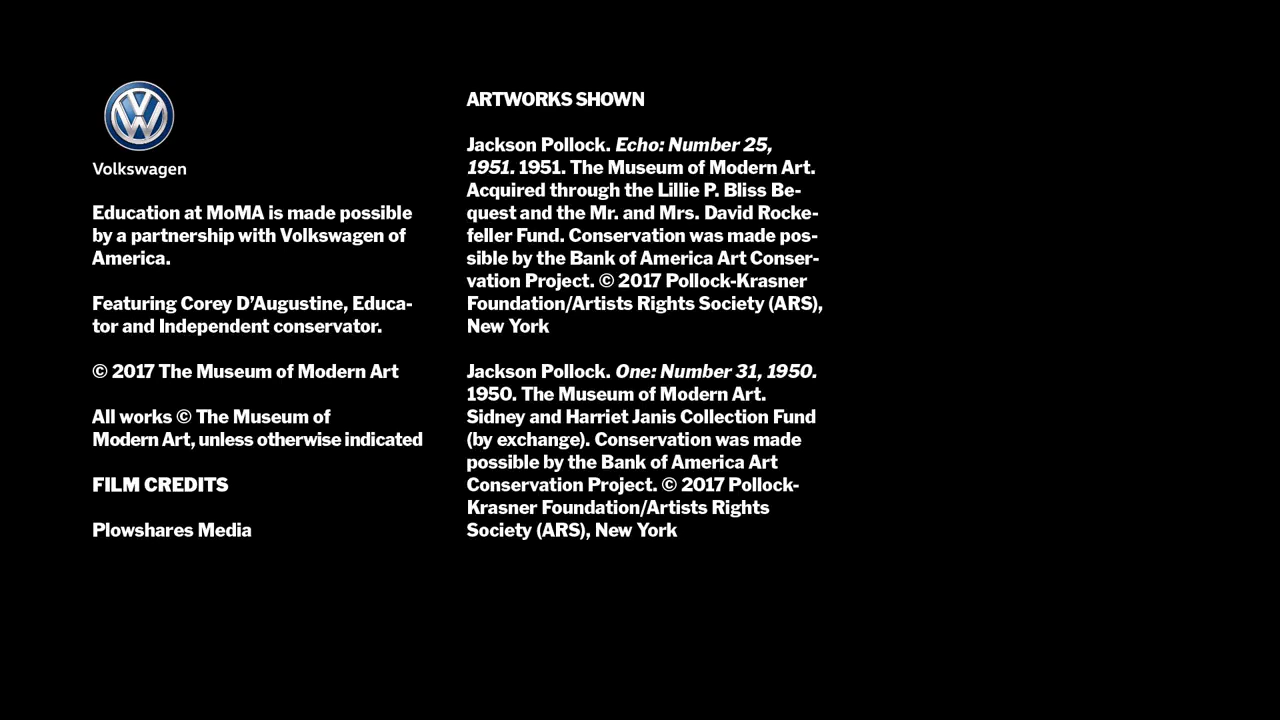 Volkswagen
Education at MoMA is made possible
by a partnership with Volkswagen of
America.
Featuring Corey D’Augustine, Educa-
tor and Independent conservator.
© 2017 The Museum of Modern Art
All works © The Museum of
Modern Art, unless otherwise indicated
FILM CREDITS
Plowshares Media
ARTWORKS SHOWN
Jackson Pollock. Echo: Number 25,
1951. 1951. The Museum of Modern Art.
Acquired through the Lillie P. Bliss Be-
quest and the Mr. and Mrs. David Rocke-
feller Fund. Conservation was made pos-
sible by the Bank of America Art Conser-
vation Project. © 2017 Pollock-Krasner
Foundation/Artists Rights Society (ARS),
New York
Jackson Pollock. One: Number 31, 1950.
1950. The Museum of Modern Art.
Sidney and Harriet Janis Collection Fund
(by exchange). Conservation was made
possible by the Bank of America Art
Conservation Project. © 2017 Pollock-
Krasner Foundation/Artists Rights
Society (ARS), New York